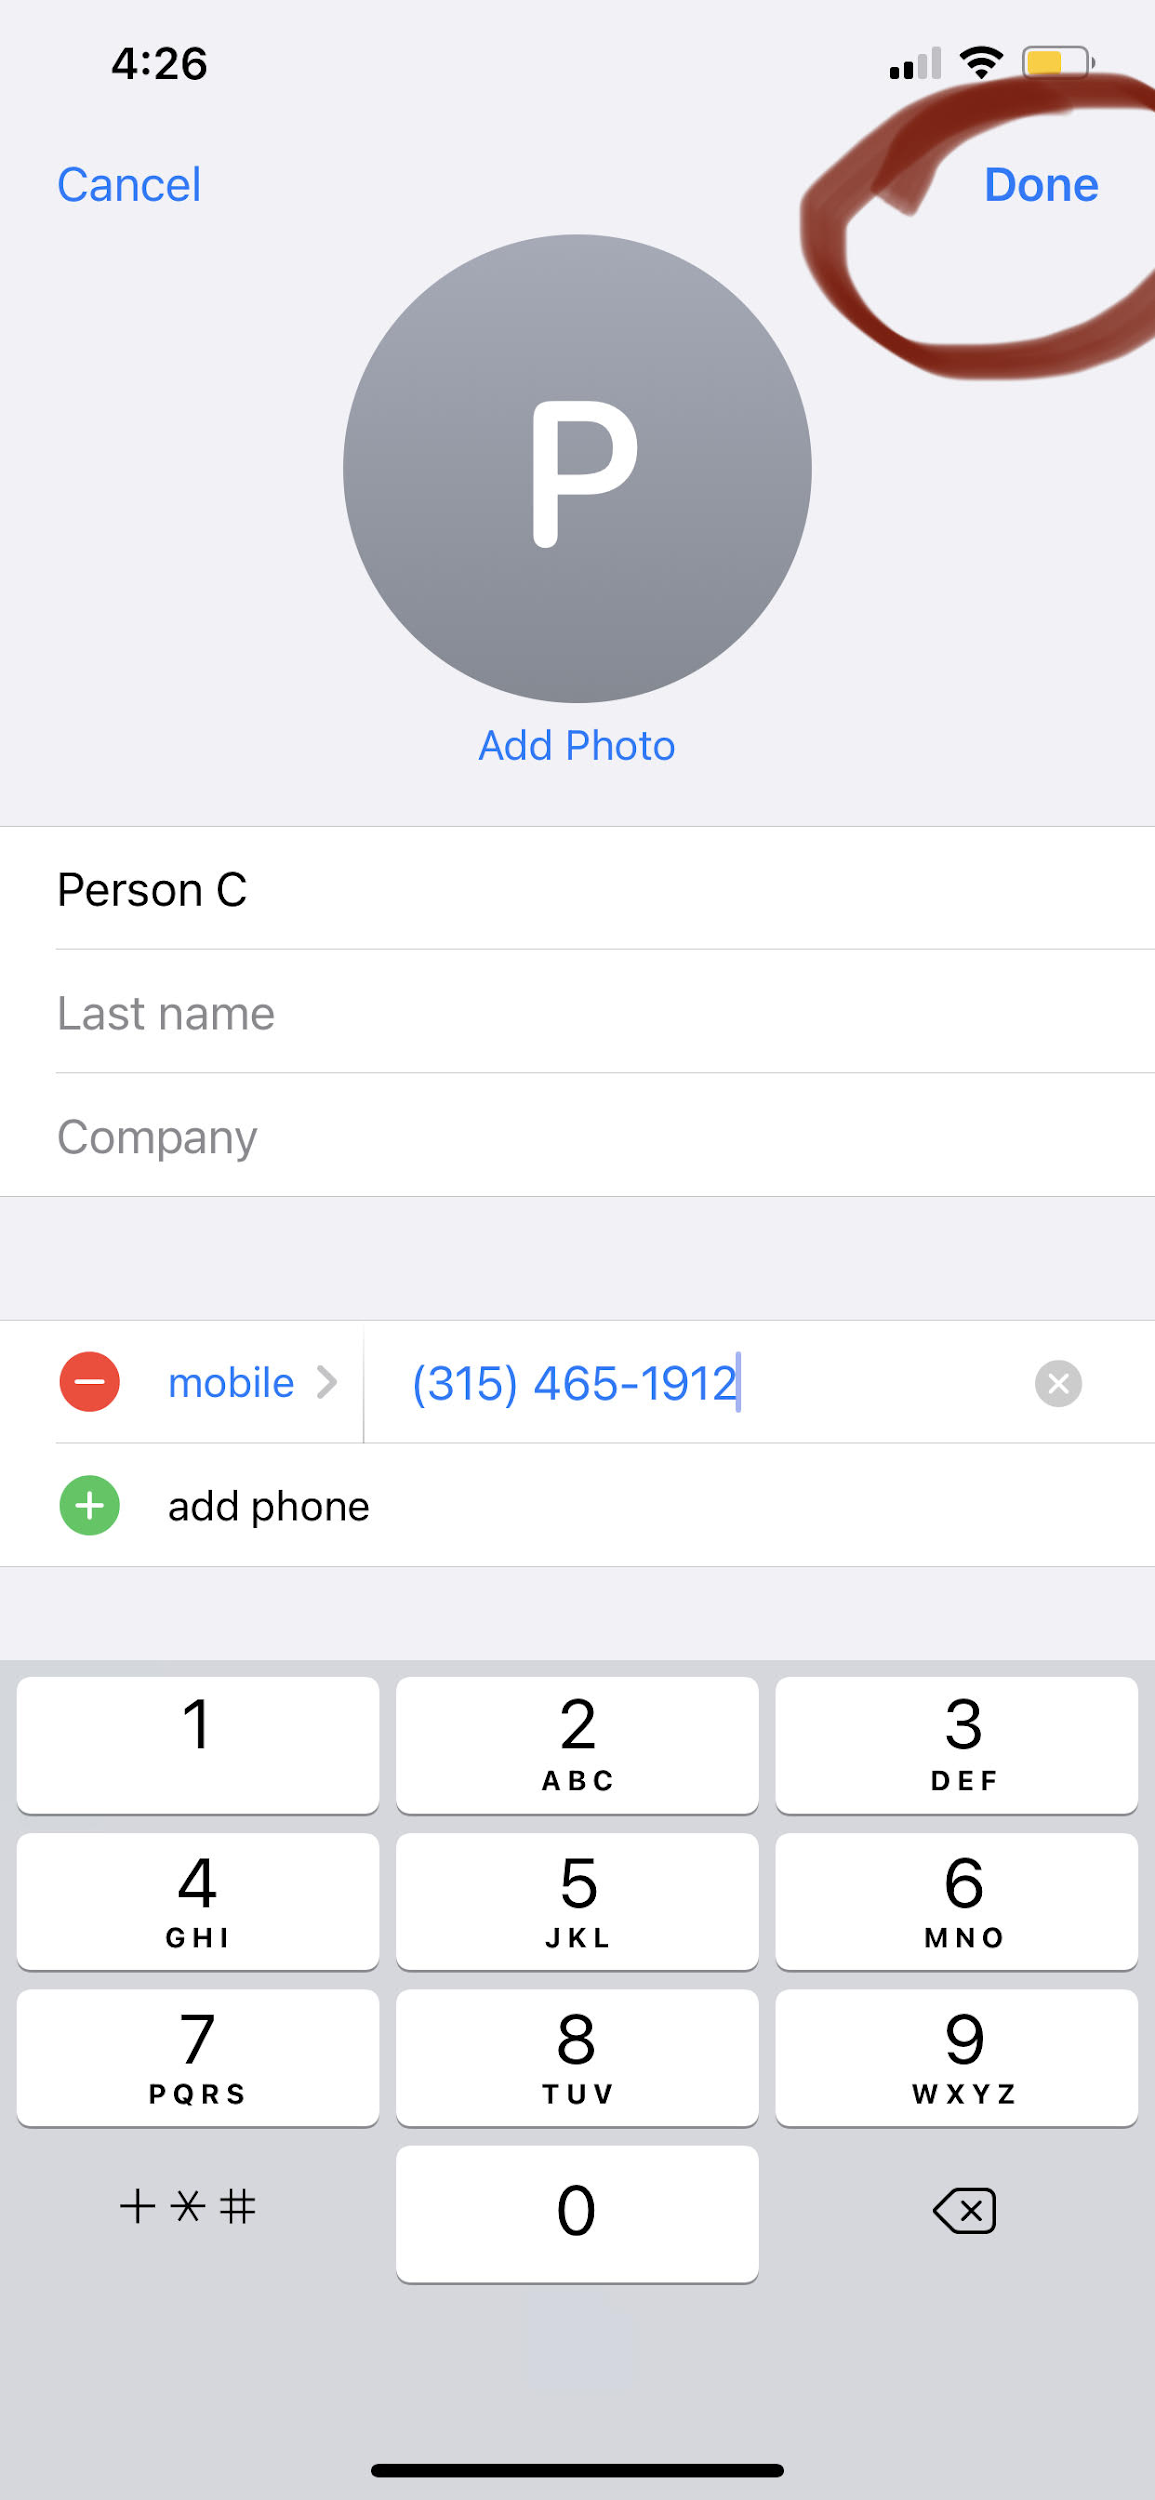 4:26
Cancel
Done
P
Add Photo
Person C
Last name
Company
mobile
(315) 465-1912
add phone
1
2
ABC
3
DEF
4
GHI
5
JKL
6
MNO
7
PQRS
8
TUV
9
WXYZ
+*#
0